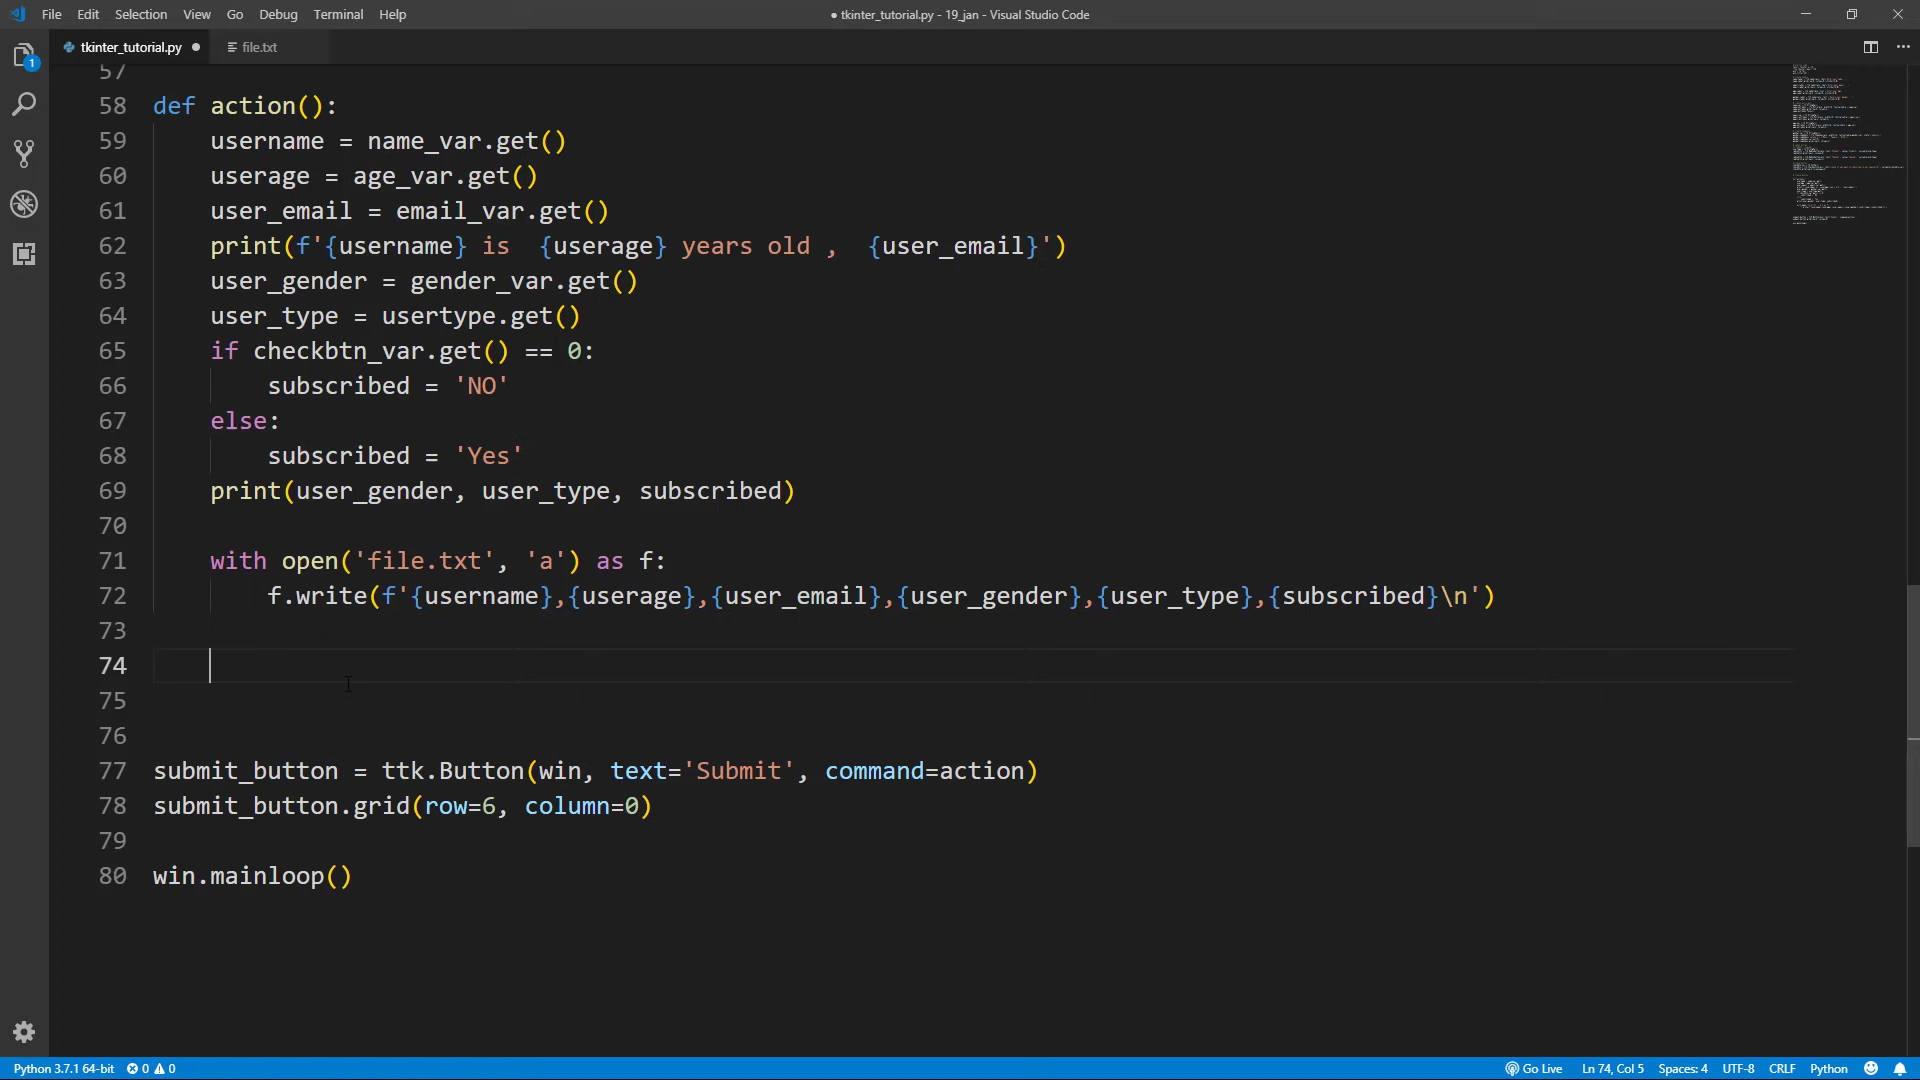 File Edit Selection View Go Debug Terminal Help
● tkinter_tutorial.py - 19_jan - Visual Studio Code
tkinter_tutorial.py ● file.txt
1
57
58 def action():
59 username = name_var.get()
60 userage = age_var.get()
61 user_email = email_var.get()
62 print(f'{username} is  {userage} years old ,  {user_email}')
63 user_gender = gender_var.get()
64 user_type = usertype.get()
65 if checkbtn_var.get() == 0:
66 subscribed = 'NO'
67 else:
68 subscribed = 'Yes'
69 print(user_gender, user_type, subscribed)
70
71 with open('file.txt', 'a') as f:
72 f.write(f'{username},{userage},{user_email},{user_gender},{user_type},{subscribed}\n')
73
74
75
76
77 submit_button = ttk.Button(win, text='Submit', command=action)
78 submit_button.grid(row=6, column=0)
79
80 win.mainloop()
Python 3.7.1 64-bit 0 0 Go Live Ln 74, Col 5 Spaces: 4 UTF-8 CRLF Python